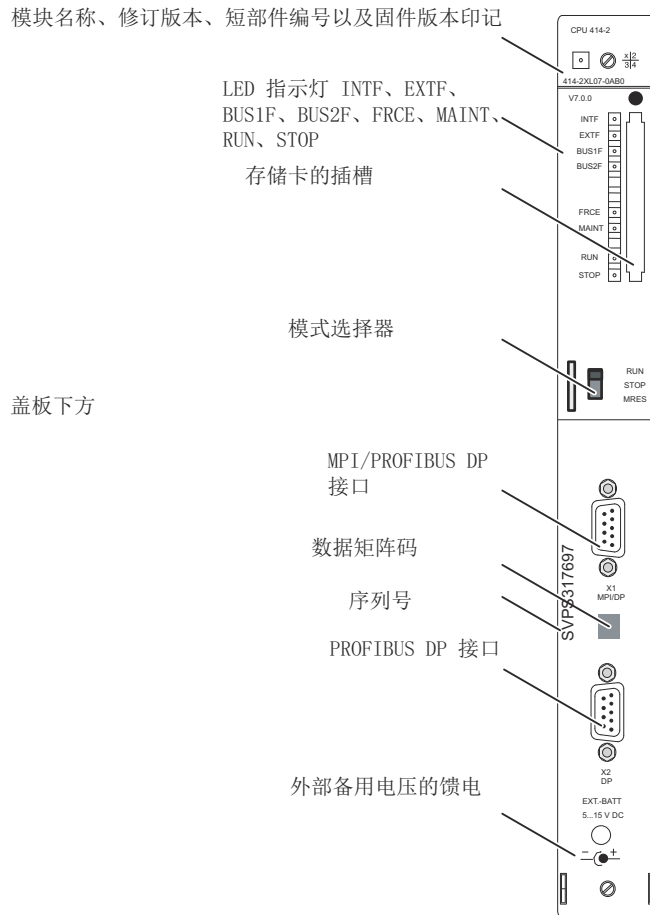 模块名称、修订版本、短部件编号以及固件版本印记
CPU 414-2
X 2
3 4
414-2XL07-0AB0
LED 指示灯 INTF、EXTF、
BUS1F、BUS2F、FRCE、MAINT、
RUN、STOP
V7.0.0
INTF
EXTF
BUS1F
BUS2F
存储卡的插槽
FRCE
MAINT
RUN
STOP
模式选择器
RUN
STOP
MRES
盖板下方
MPI/PROFIBUS DP
接口
数据矩阵码
SVPS317697
X1
MPI/DP
序列号
PROFIBUS DP 接口
X2
DP
外部备用电压的馈电
EXT.-BATT
5...15 V DC
− +